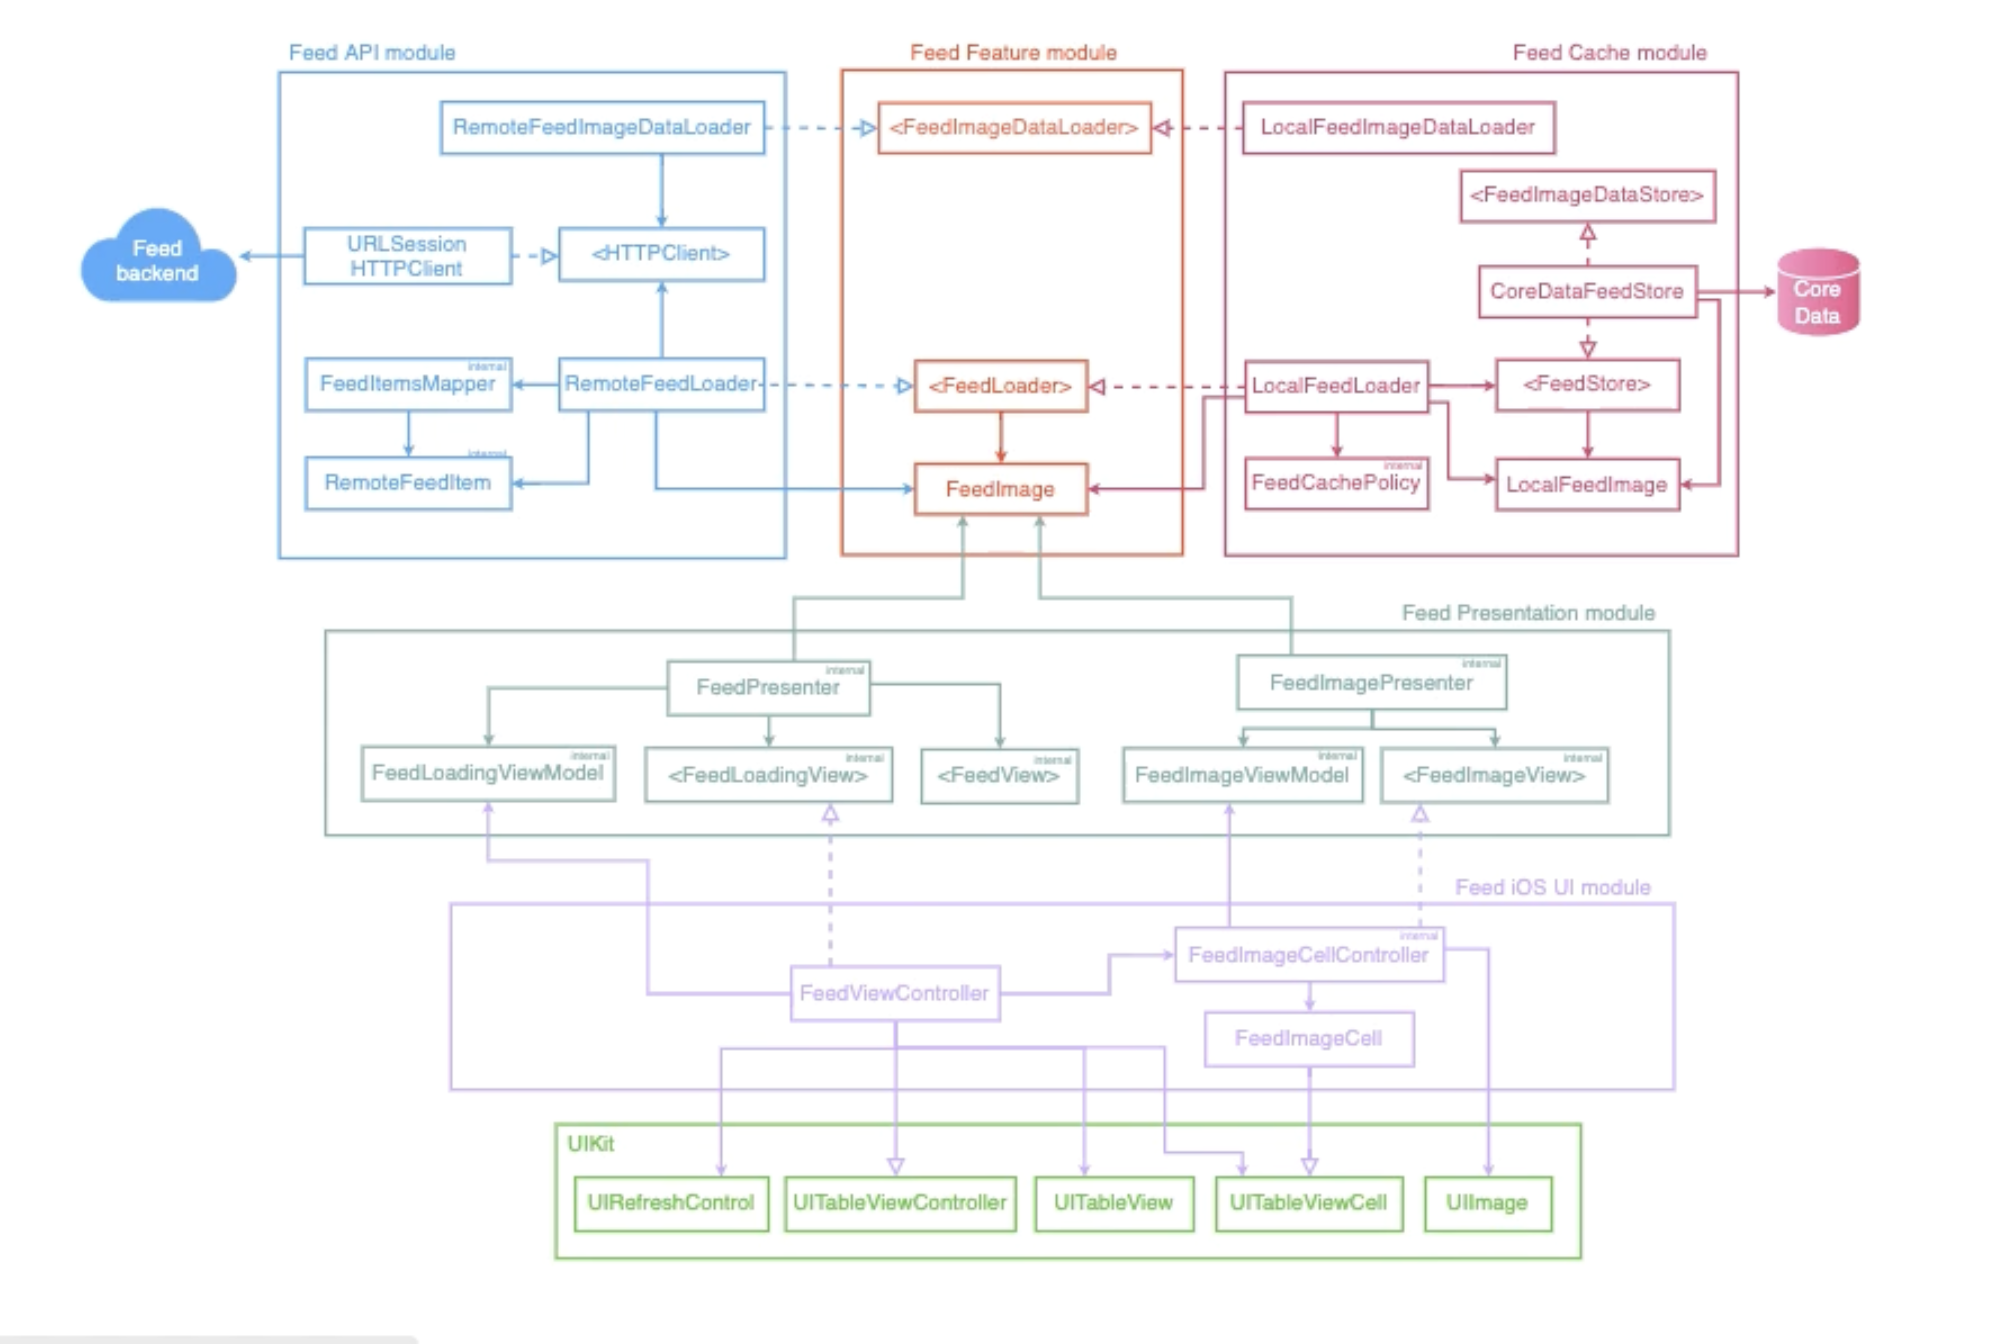 Feed API module
Feed Feature module
Feed Cache module
RemoteFeedImageDataLoader
<FeedImageDataLoader>
LocalFeedImageDataLoader
<FeedImageDataStore>
Feed
backend
URLSession
HTTPClient
<HTTPClient>
CoreDataFeedStore
Core
Data
internal
FeedItemsMapper
RemoteFeedLoader
<FeedLoader>
LocalFeedLoader
<FeedStore>
internal
RemoteFeedItem
FeedImage
internal
FeedCachePolicy
LocalFeedImage
Feed Presentation module
internal
FeedPresenter
internal
FeedImagePresenter
internal
FeedLoadingViewModel
internal
<FeedLoadingView>
internal
<FeedView>
internal
FeedImageViewModel
internal
<FeedImageView>
Feed iOS UI module
internal
FeedImageCellController
FeedViewController
FeedImageCell
UIKit
UIRefreshControl
UITableViewController
UITableView
UITableViewCell
UIImage